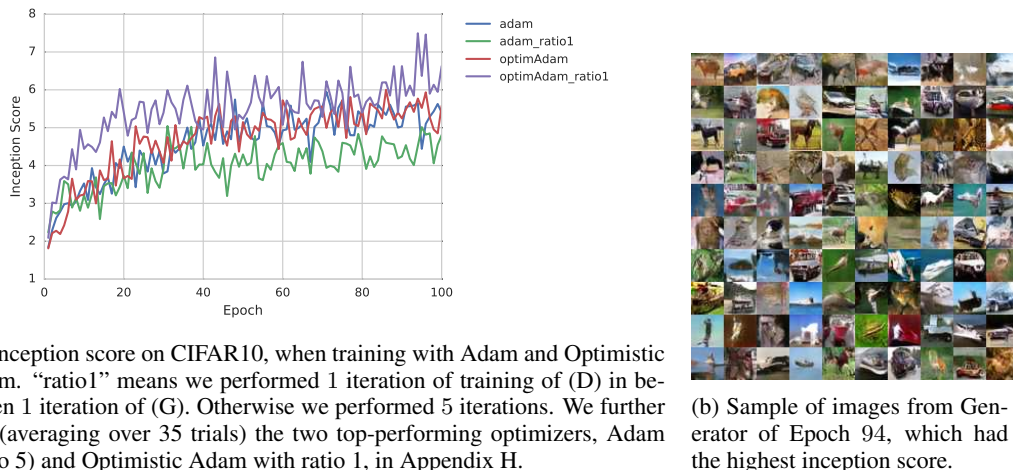 8
7
6
5
4
3
2
1
Inception Score
0 20 40 60 80 100
Epoch
adam
adam_ratio1
optimAdam
optimAdam_ratio1
nception score on CIFAR10, when training with Adam and Optimistic
m. “ratio1” means we performed 1 iteration of training of (D) in be-
en 1 iteration of (G). Otherwise we performed 5 iterations. We further
(averaging over 35 trials) the two top-performing optimizers, Adam
o 5) and Optimistic Adam with ratio 1, in Appendix H.
(b) Sample of images from Gen-
erator of Epoch 94, which had
the highest inception score.